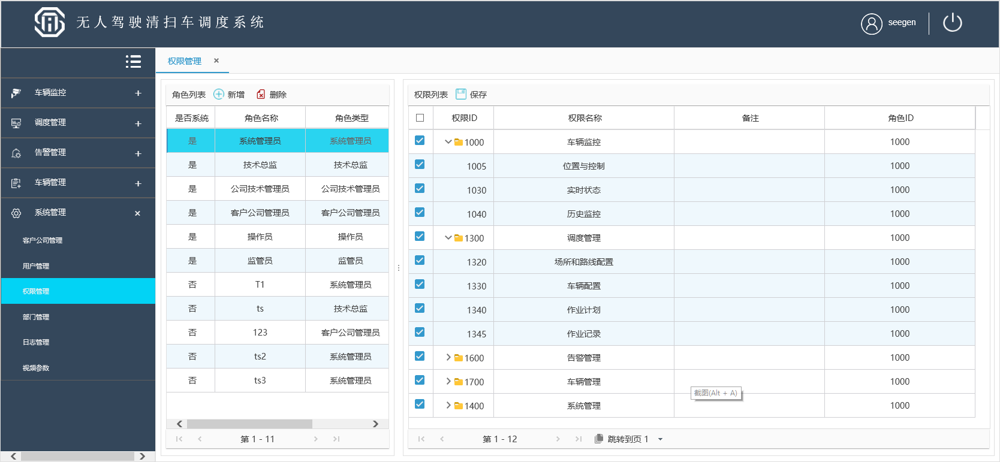 无人驾驶清扫车调度系统
seegen
车辆监控
调度管理
告警管理
车辆管理
系统管理
客户公司管理
用户管理
权限管理
部门管理
日志管理
视频参数
权限管理
角色列表 新增 删除
是否系统 角色名称 角色类型
是 系统管理员 系统管理员
是 技术总监 技术总监
是 公司技术管理员 公司技术管理员
是 客户公司管理员 客户公司管理员
是 操作员 操作员
是 监管员 监管员
否 T1 系统管理员
否 ts 技术总监
否 123 客户公司管理员
否 ts2 系统管理员
否 ts3 系统管理员
第 1 - 11
权限列表 保存
权限ID 权限名称 备注 角色ID
1000 车辆监控 1000
1005 位置与控制 1000
1030 实时状态 1000
1040 历史监控 1000
1300 调度管理 1000
1320 场所和路线配置 1000
1330 车辆配置 1000
1340 作业计划 1000
1345 作业记录 1000
1600 告警管理 1000
1700 车辆管理 1000
截图(Alt + A)
1400 系统管理 1000
第 1 - 12 跳转到页 1